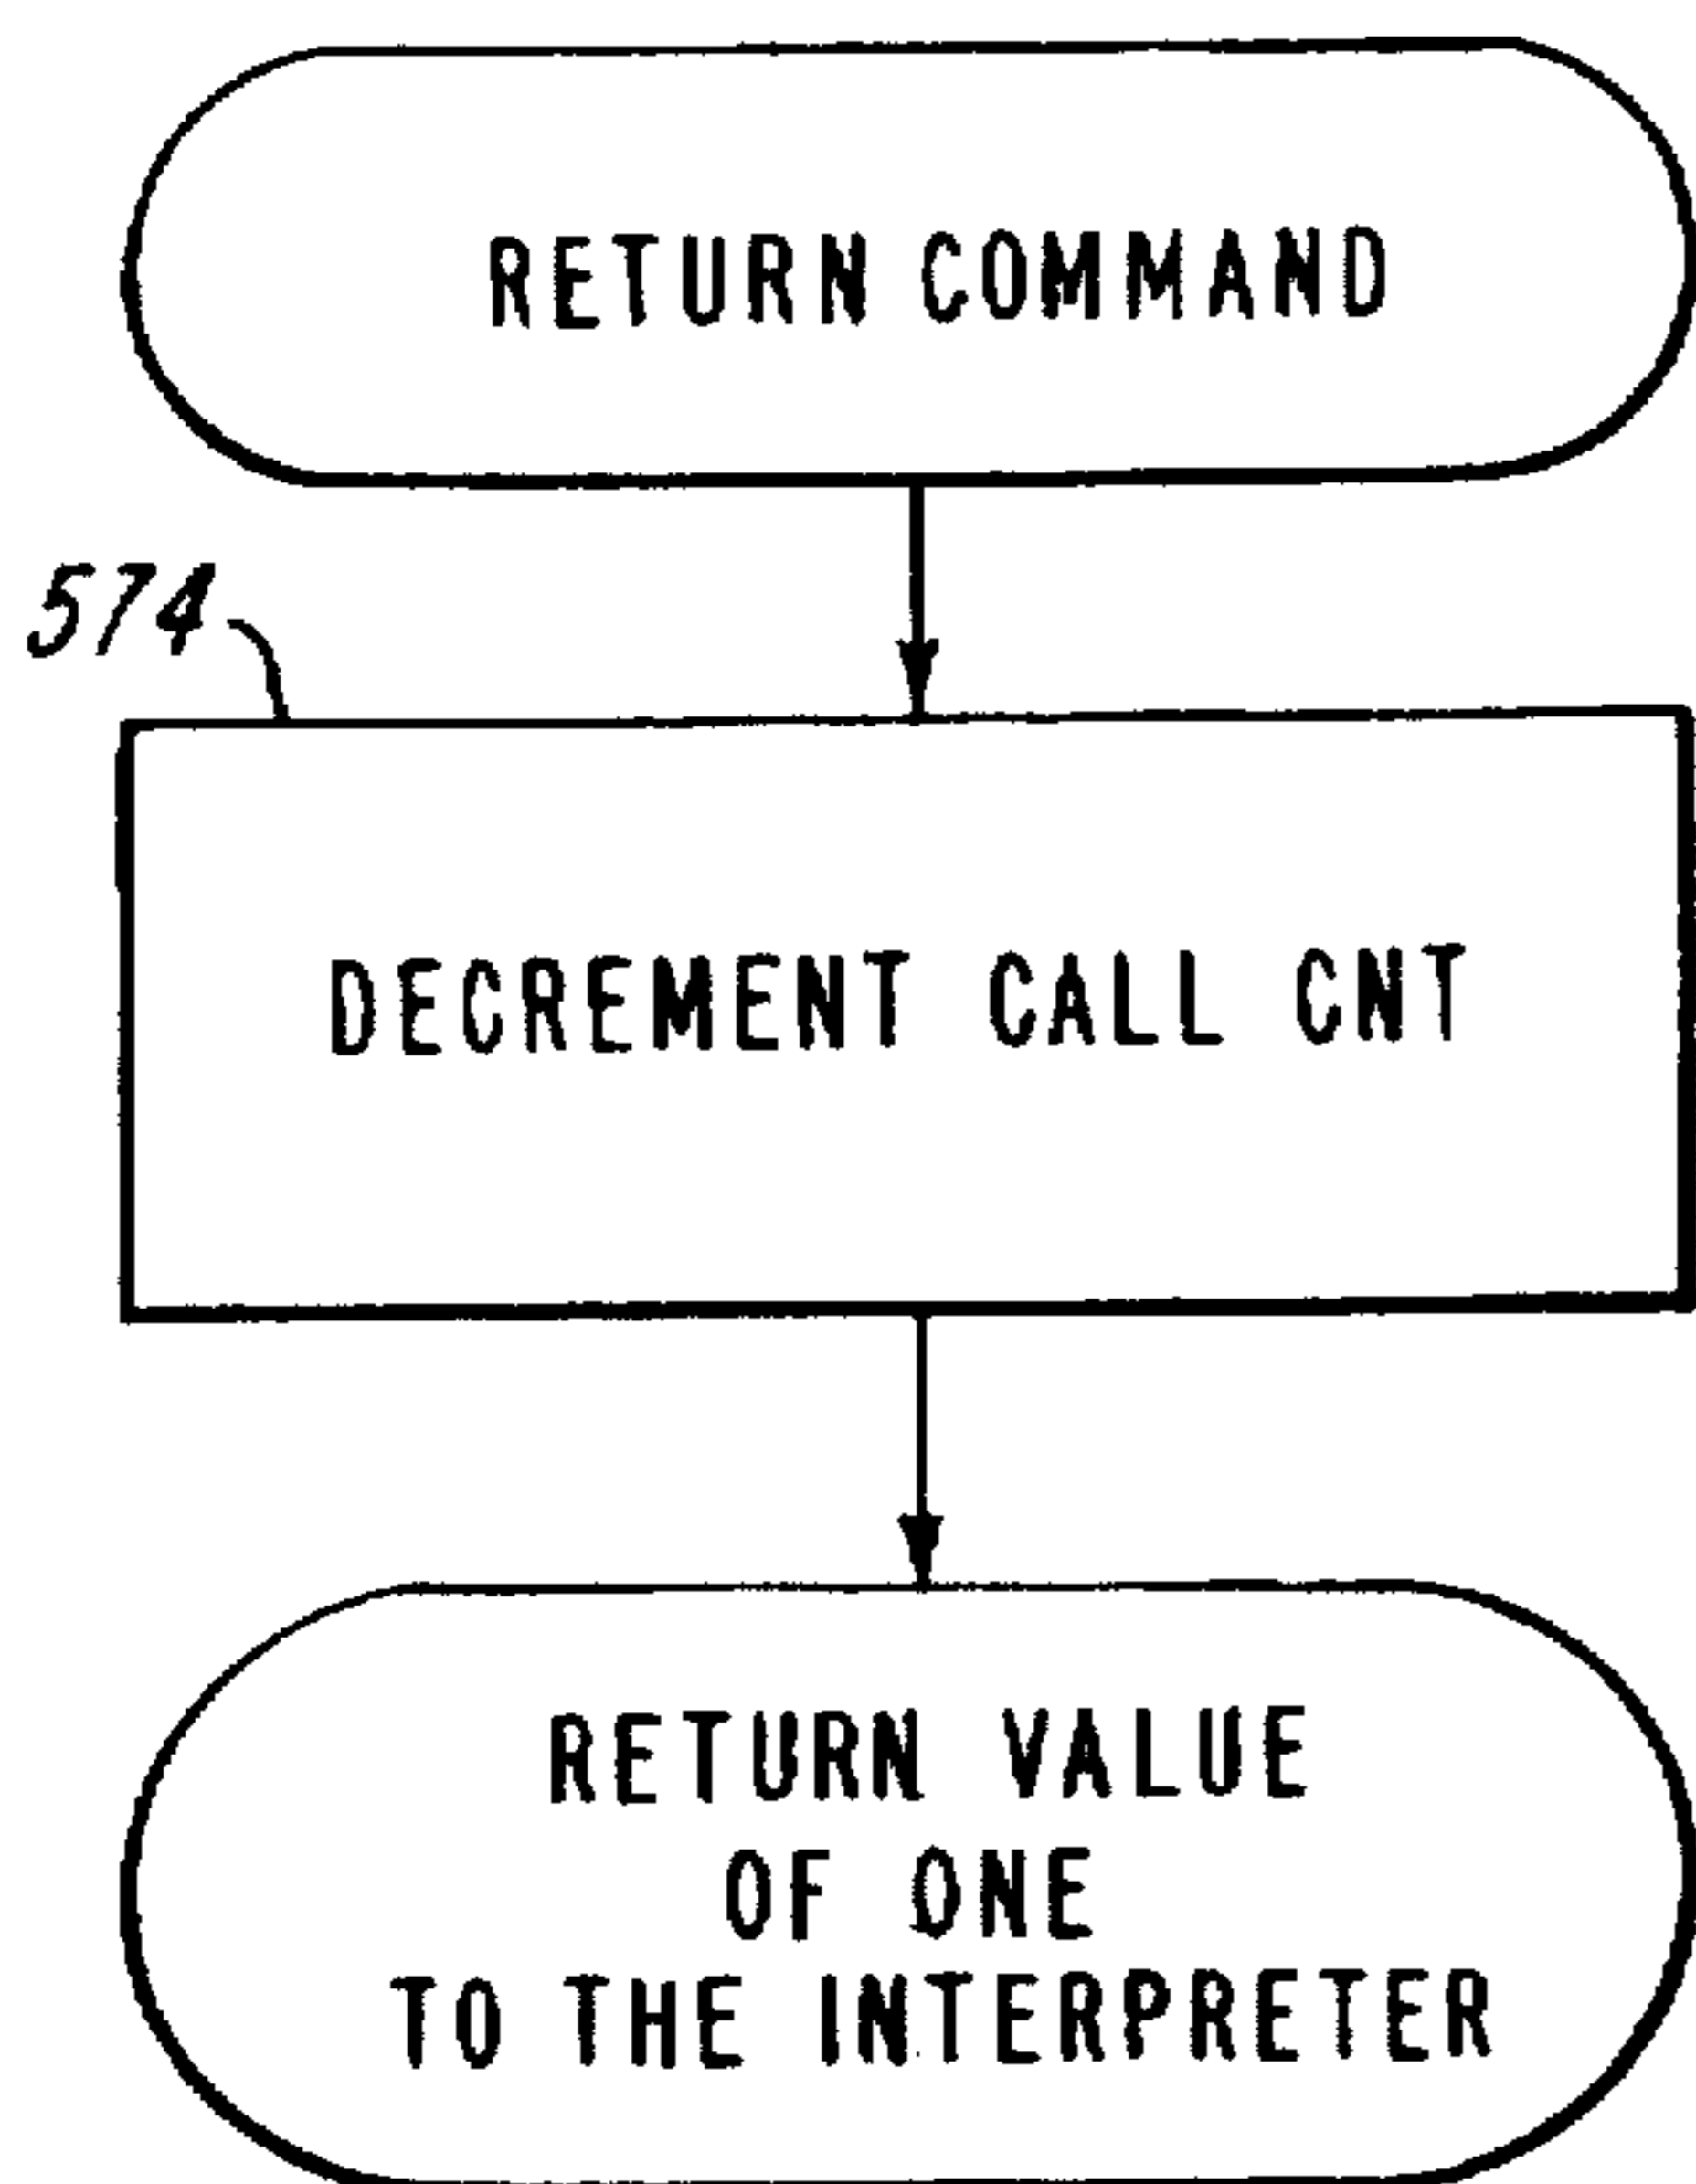 RETURN COMMAND
574
DECREMENT CALL CNT
RETURN VALUE
OF ONE
TO THE INTERPRETER